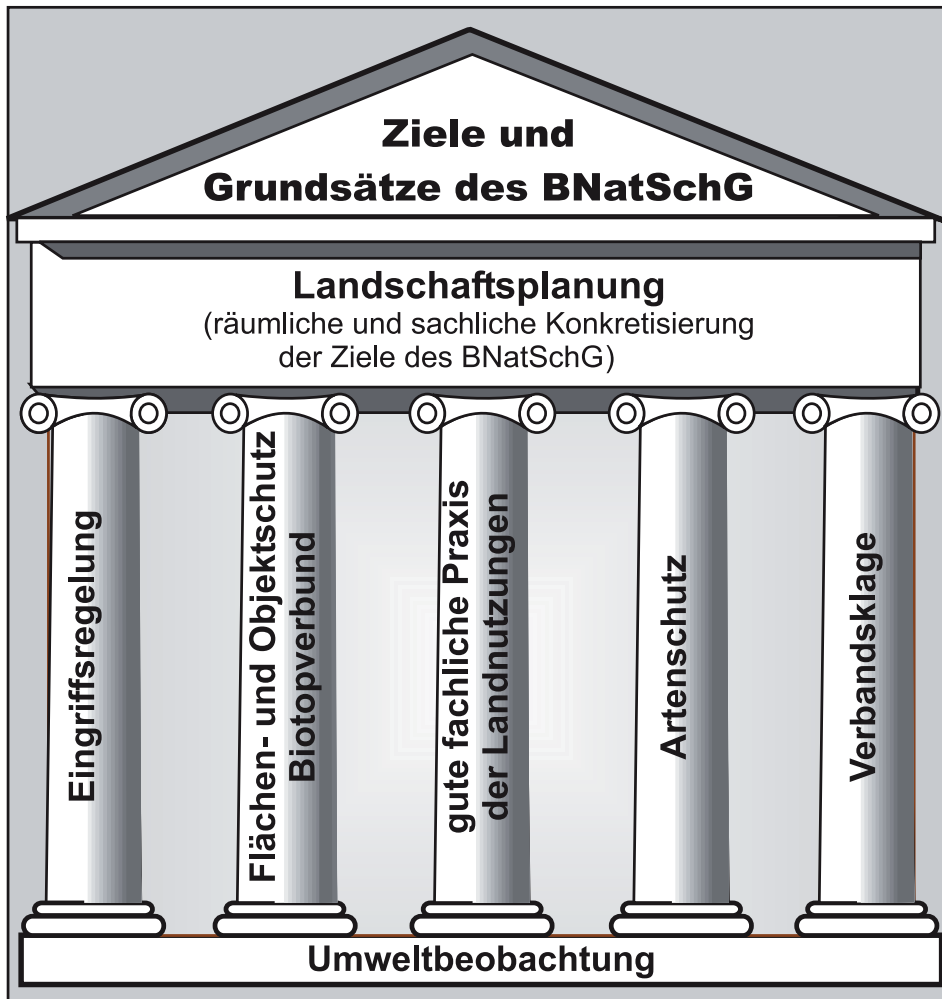 Ziele und
Grundsätze des BNatSchG
Landschaftsplanung
(räumliche und sachliche Konkretisierung
der Ziele des BNatSchG)
Eingriffsregelung
Flächen- und Objektschutz
Biotopverbund
gute fachliche Praxis
der Landnutzungen
Artenschutz
Verbandsklage
Umweltbeobachtung